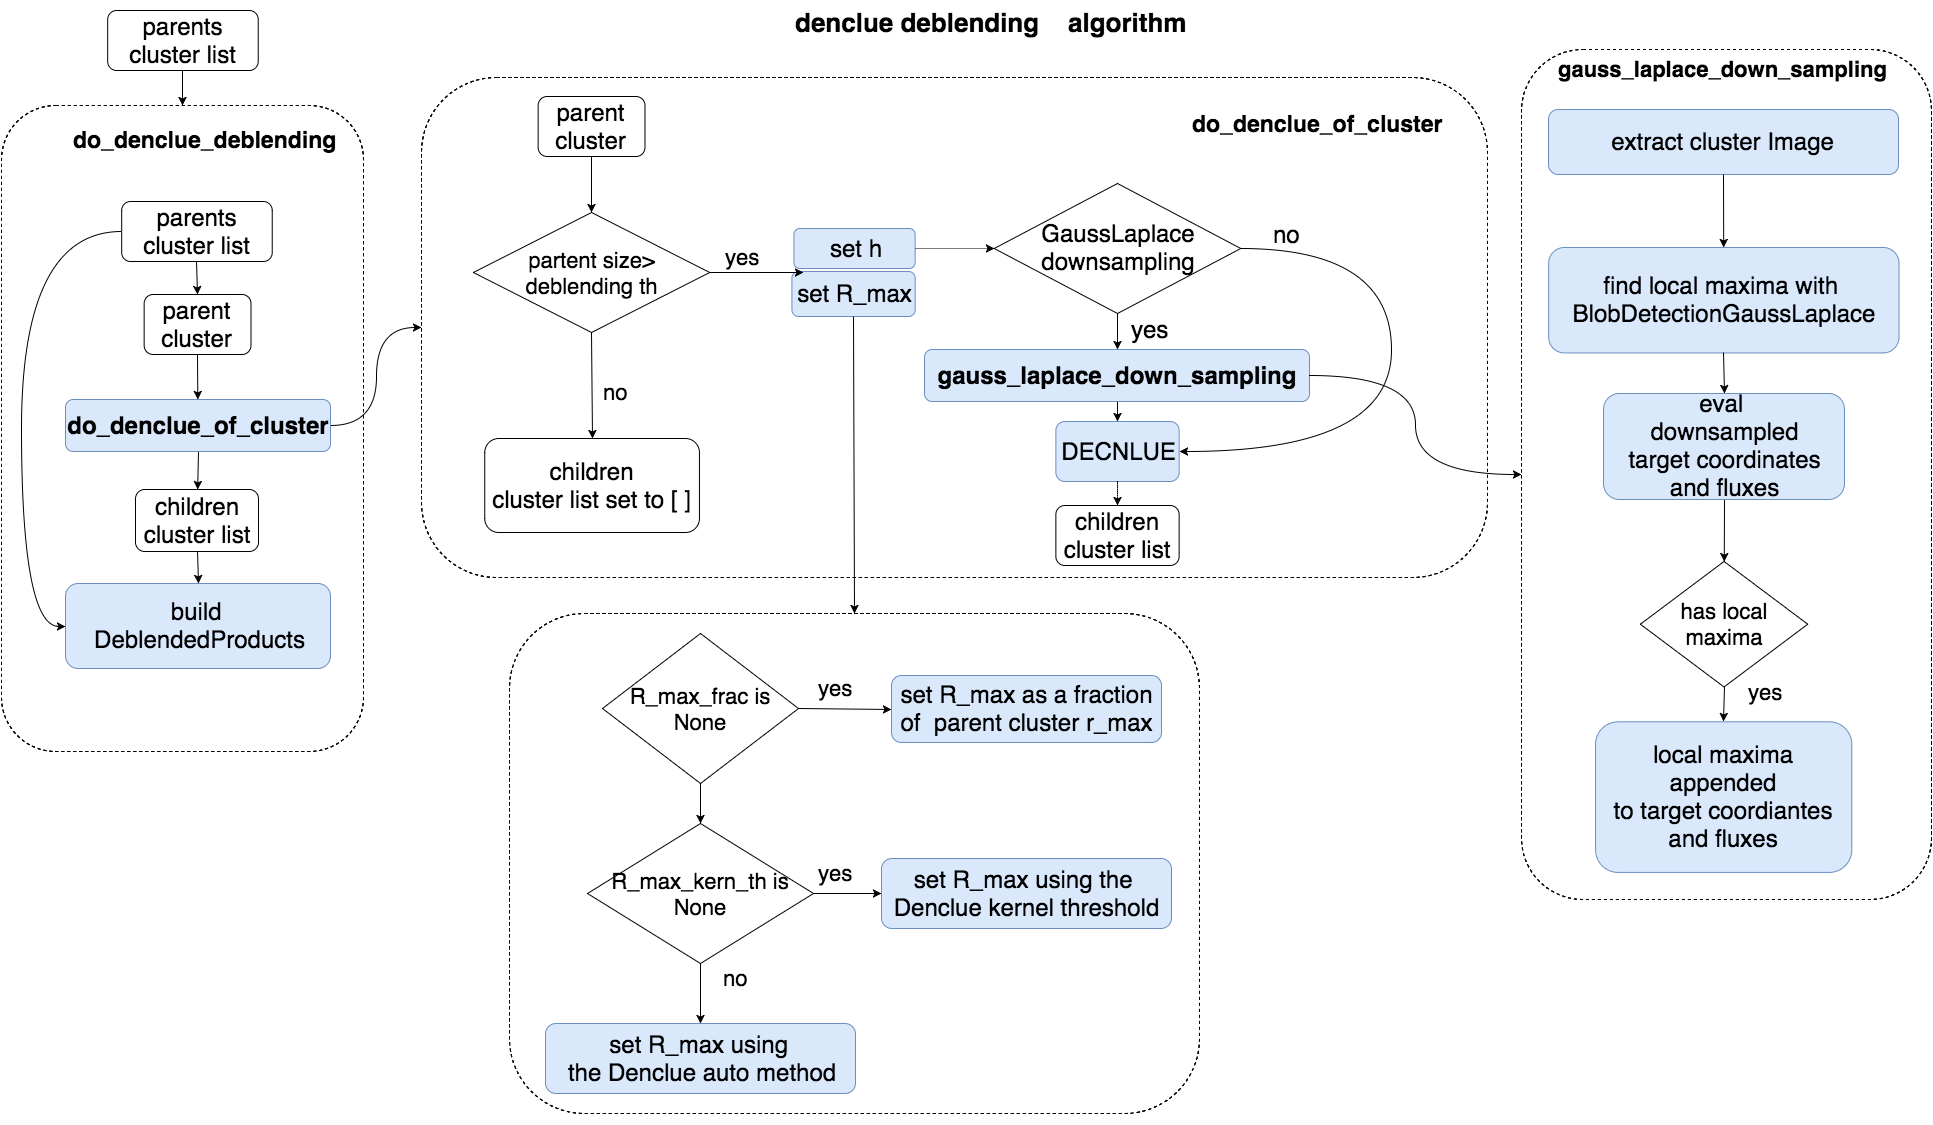 denclue deblending algorithm
parents
cluster list
do_denclue_deblending
parents
cluster list
parent
cluster
do_denclue_of_cluster
children
cluster list
build
DeblendedProducts
do_denclue_of_cluster
parent
cluster
partent size>
deblending th
yes
no
children
cluster list set to [ ]
set h
set R_max
GaussLaplace
downsampling
no
yes
gauss_laplace_down_sampling
DECNLUE
children
cluster list
R_max_frac is
None
yes
set R_max as a fraction
of parent cluster r_max
R_max_kern_th is
None
yes
set R_max using the
Denclue kernel threshold
no
set R_max using
the Denclue auto method
gauss_laplace_down_sampling
extract cluster Image
find local maxima with
BlobDetectionGaussLaplace
eval
downsampled
target coordinates
and fluxes
has local
maxima
yes
local maxima
appended
to target coordiantes
and fluxes